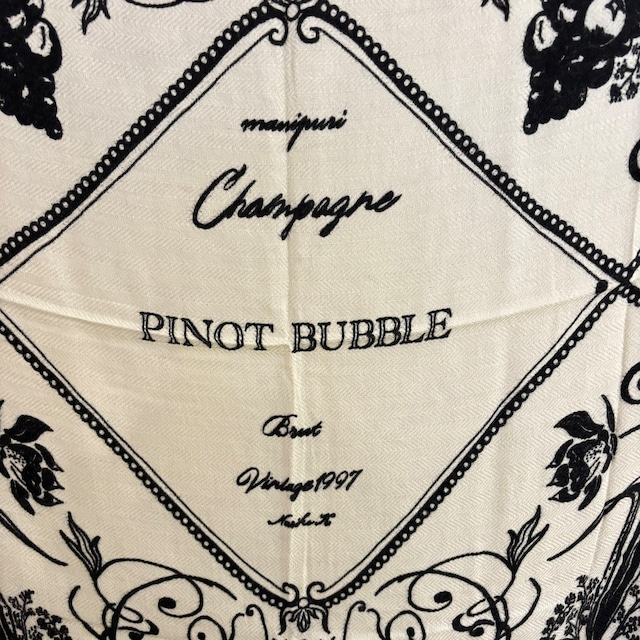 manipuri
Champagne
PINOT BUBBLE
Brut
Vintage 1997